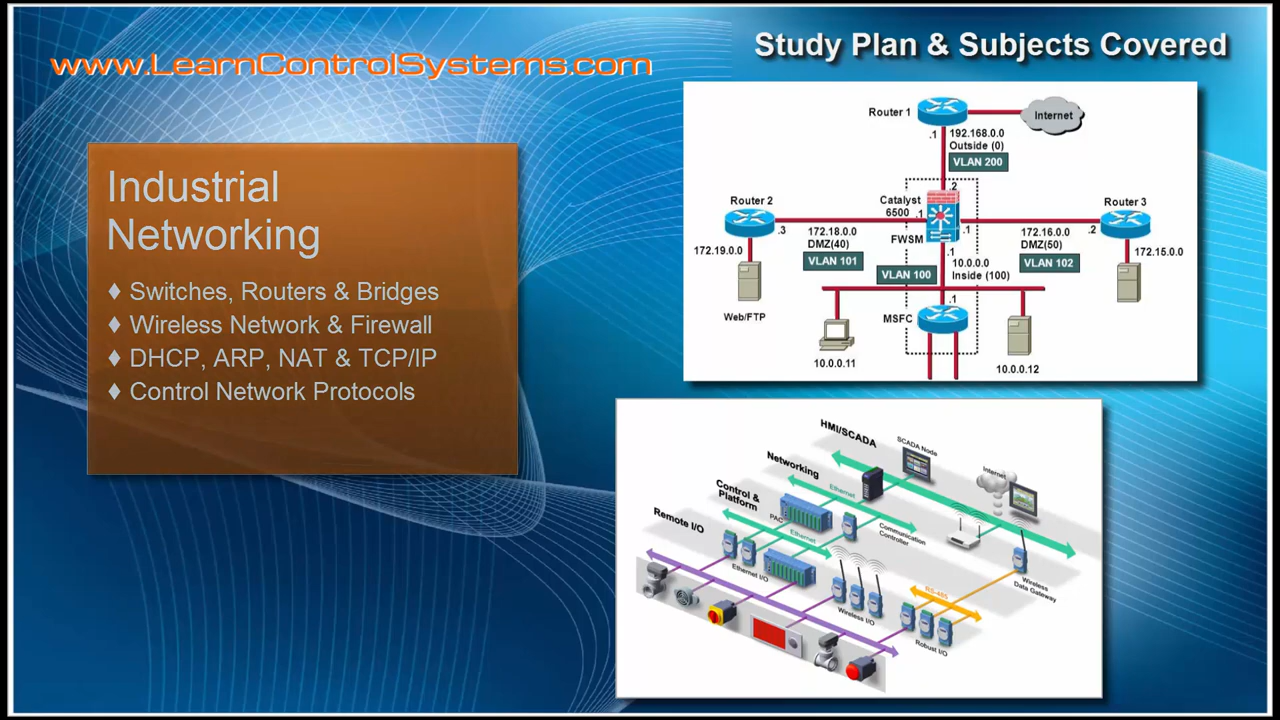 www.LearnControlSystems.com
Study Plan & Subjects Covered
Industrial
Networking
♦ Switches, Routers & Bridges
♦ Wireless Network & Firewall
♦ DHCP, ARP, NAT & TCP/IP
♦ Control Network Protocols
Router 1
Internet
.1
192.168.0.0
Outside (0)
VLAN 200
.2
Router 2
Catalyst
6500
.1
Router 3
.3
172.18.0.0
DMZ(40)
VLAN 101
FWSM
.1
172.16.0.0
DMZ(50)
VLAN 102
.2
172.19.0.0
172.15.0.0
.1
10.0.0.0
Inside (100)
VLAN 100
Web/FTP
.1
MSFC
10.0.0.11
10.0.0.12
HMI/SCADA
SCADA Node
Networking
Internet
Ethernet
Control &
Platform
PAC
Communication
Controller
Remote I/O
Ethernet
Ethernet I/O
Wireless
Data Gateway
RS-485
Wireless I/O
Robust I/O